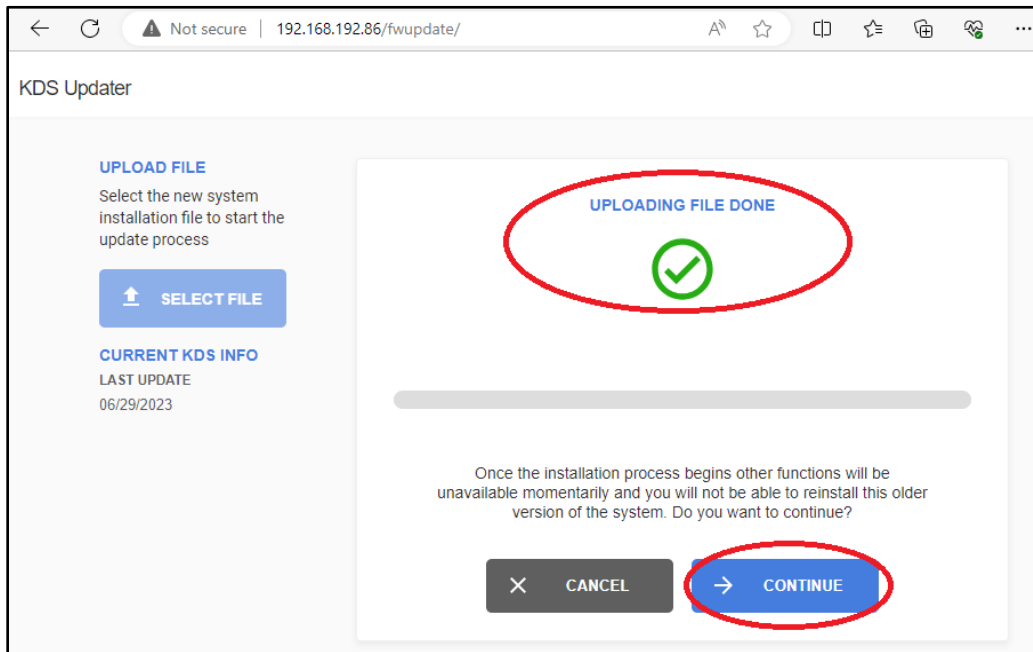 Not secure | 192.168.192.86/fwupdate/
KDS Updater
UPLOAD FILE
Select the new system
installation file to start the
update process
SELECT FILE
CURRENT KDS INFO
LAST UPDATE
06/29/2023
UPLOADING FILE DONE
Once the installation process begins other functions will be
unavailable momentarily and you will not be able to reinstall this older
version of the system. Do you want to continue?
CANCEL
CONTINUE